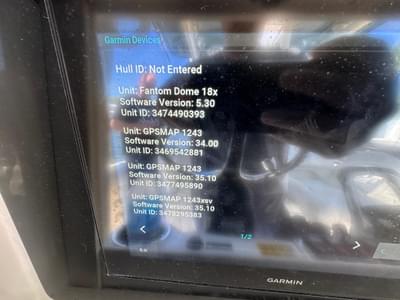 Garmin Devices
Hull ID: Not Entered
Unit: Fantom Dome 18x
Software Version: 5.30
Unit ID: 3474490393
Unit: GPSMAP 1243
Software Version: 34.00
Unit ID: 3469542881
Unit: GPSMAP 1243
Software Version: 35.10
Unit ID: 3477495890
Unit: GPSMAP 1243xsv
Software Version: 35.10
Unit ID: 3478295383
1/2
GARMIN